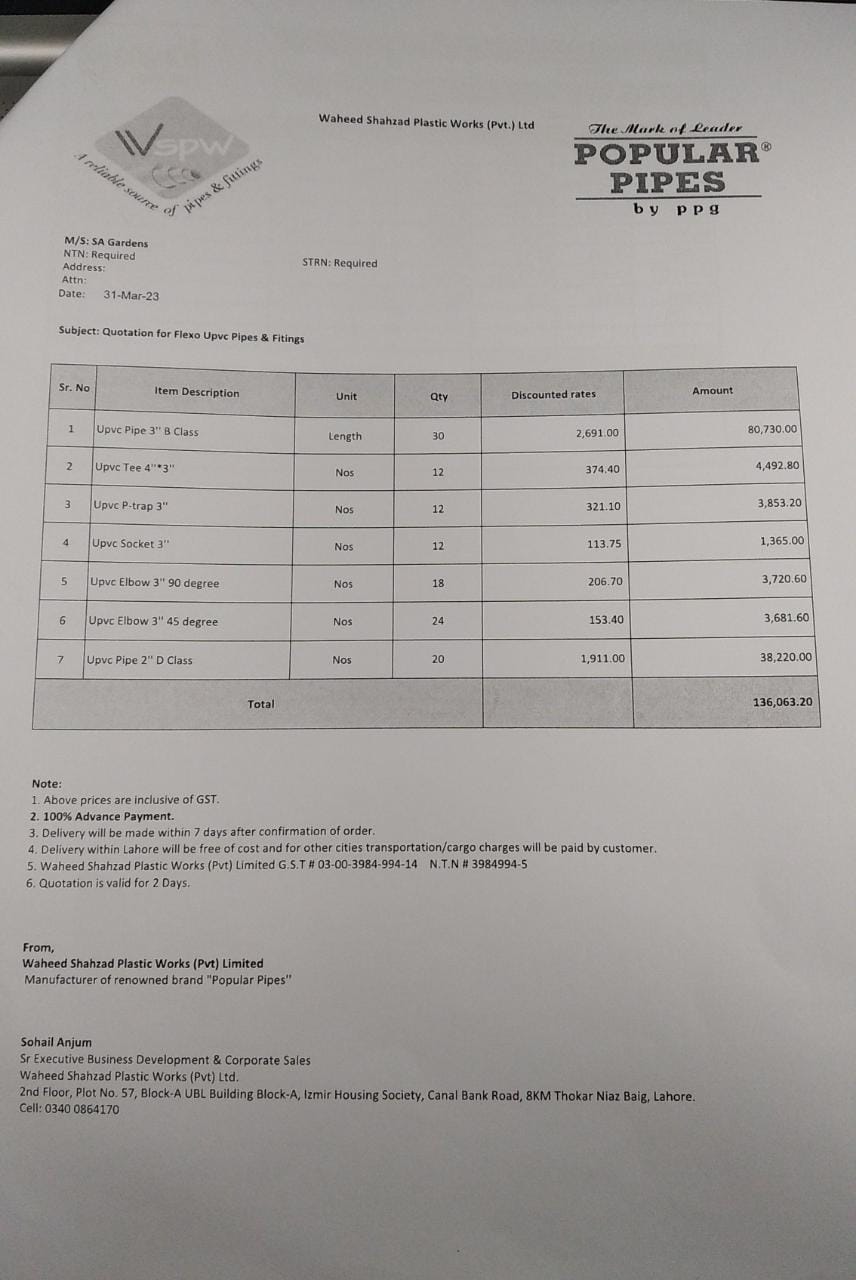 Waheed Shahzad Plastic Works (Pvt.) Ltd
Wspw
A reliable source of pipes & fittings
The Mark of Leader
POPULAR®
PIPES
by ppg
M/S: SA Gardens
NTN: Required
STRN: Required
Address:
Attn:
Date: 31-Mar-23
Subject: Quotation for Flexo Upvc Pipes & Fitings
Sr. No Item Description Unit Qty Discounted rates Amount
1 Upvc Pipe 3" B Class Length 30 2,691.00 80,730.00
2 Upvc Tee 4"*3" Nos 12 374.40 4,492.80
3 Upvc P-trap 3" Nos 12 321.10 3,853.20
4 Upvc Socket 3" Nos 12 113.75 1,365.00
5 Upvc Elbow 3" 90 degree Nos 18 206.70 3,720.60
6 Upvc Elbow 3" 45 degree Nos 24 153.40 3,681.60
7 Upvc Pipe 2" D Class Nos 20 1,911.00 38,220.00
Total 136,063.20
Note:
1. Above prices are inclusive of GST.
2. 100% Advance Payment.
3. Delivery will be made within 7 days after confirmation of order.
4. Delivery within Lahore will be free of cost and for other cities transportation/cargo charges will be paid by customer.
5. Waheed Shahzad Plastic Works (Pvt) Limited G.S.T # 03-00-3984-994-14 N.T.N # 3984994-5
6. Quotation is valid for 2 Days.
From,
Waheed Shahzad Plastic Works (Pvt) Limited
Manufacturer of renowned brand "Popular Pipes"
Sohail Anjum
Sr Executive Business Development & Corporate Sales
Waheed Shahzad Plastic Works (Pvt) Ltd.
2nd Floor, Plot No. 57, Block-A UBL Building Block-A, Izmir Housing Society, Canal Bank Road, 8KM Thokar Niaz Baig, Lahore.
Cell: 0340 0864170